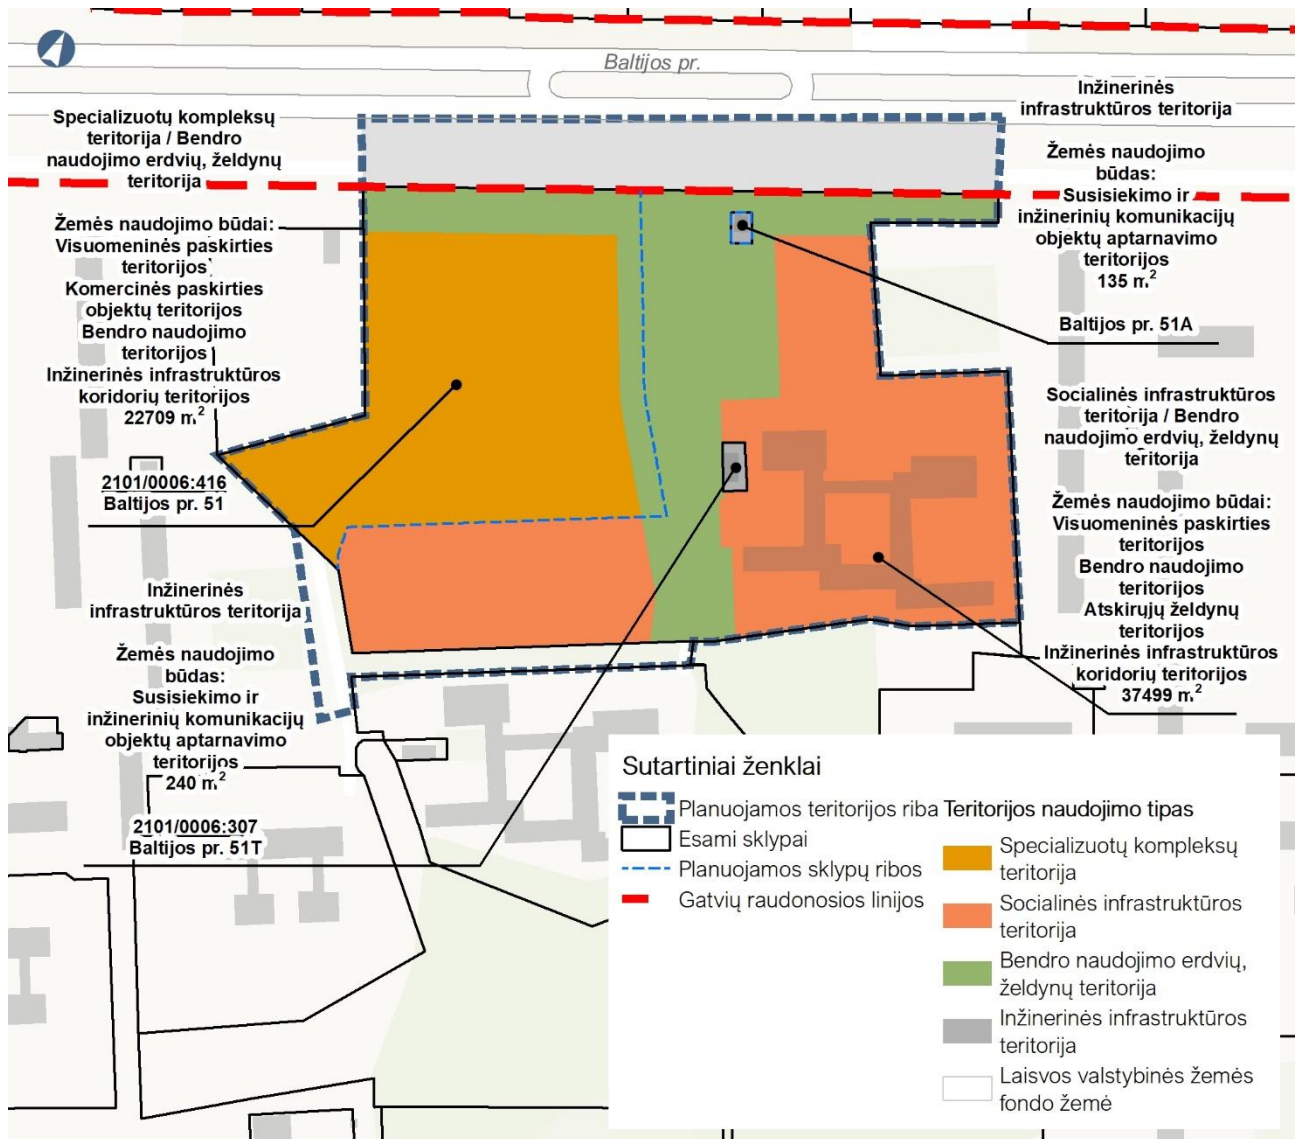 Baltijos pr.
Specializuotų kompleksų
teritorija / Bendro
naudojimo erdvių, želdynų
teritorija
Žemės naudojimo būdai:
Visuomeninės paskirties
teritorijos
Komercinės paskirties
objektų teritorijos
Bendro naudojimo
teritorijos
Inžinerinės infrastruktūros
koridorių teritorijos
22709 m²
2101/0006:416
Baltijos pr. 51
Inžinerinės
infrastruktūros teritorija
Žemės naudojimo
būdas:
Susisiekimo ir
inžinerinių komunikacijų
objektų aptarnavimo
teritorijos
240 m²
2101/0006:307
Baltijos pr. 51T
Inžinerinės
infrastruktūros teritorija
Žemės naudojimo
būdas:
Susisiekimo ir
inžinerinių komunikacijų
objektų aptarnavimo
teritorijos
135 m²
Baltijos pr. 51A
Socialinės infrastruktūros
teritorija / Bendro
naudojimo erdvių, želdynų
teritorija
Žemės naudojimo būdai:
Visuomeninės paskirties
teritorijos
Bendro naudojimo
teritorijos
Atskirųjų želdynų
teritorijos
Inžinerinės infrastruktūros
koridorių teritorijos
37499 m²
Sutartiniai ženklai
Planuojamos teritorijos riba
Esami sklypai
Planuojamos sklypų ribos
Gatvių raudonosios linijos
Teritorijos naudojimo tipas
Specializuotų kompleksų
teritorija
Socialinės infrastruktūros
teritorija
Bendro naudojimo erdvių,
želdynų teritorija
Inžinerinės infrastruktūros
teritorija
Laisvos valstybinės žemės
fondo žemė